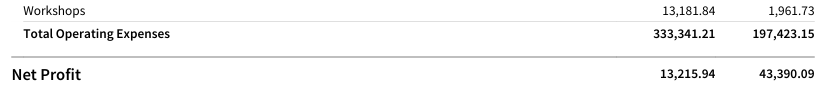 Workshops 13,181.84 1,961.73
Total Operating Expenses 333,341.21 197,423.15
Net Profit 13,215.94 43,390.09